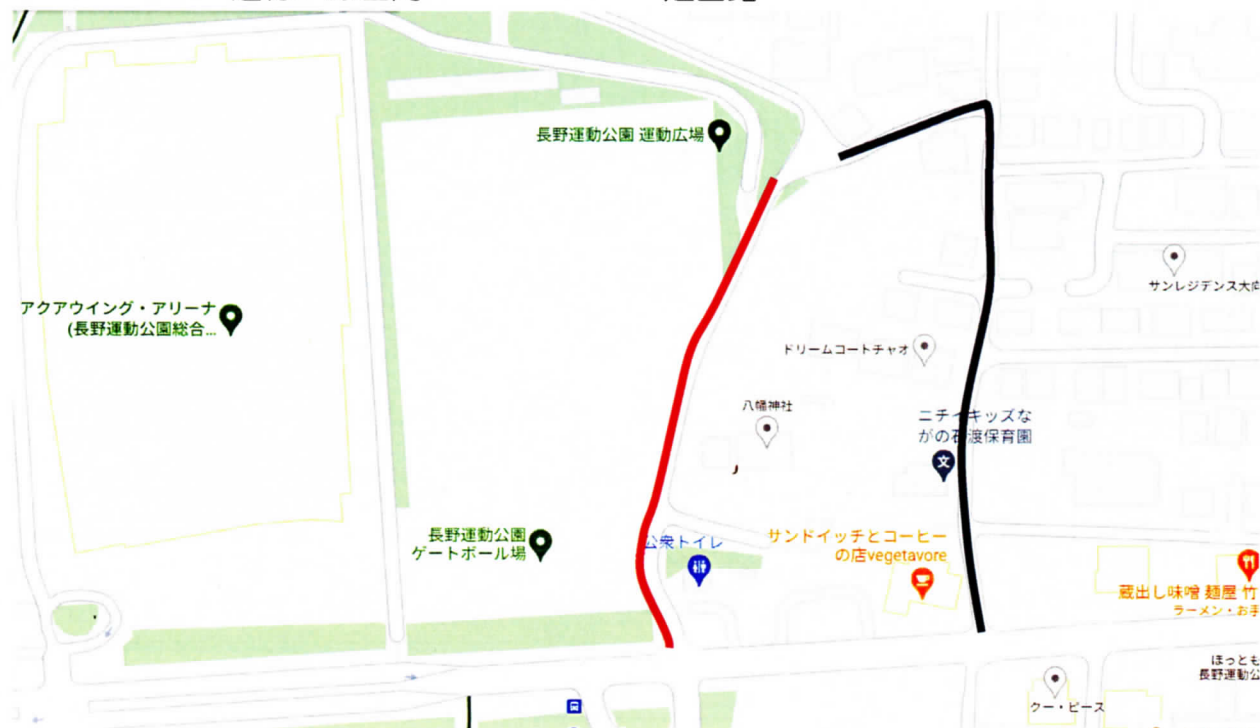 長野運動公園 運動広場
アクアウイング・アリーナ
(長野運動公園総合...
サンレジデンス大向
ドリームコートチャオ
八幡神社
ニチイキッズな
がの石渡保育園
長野運動公園
ゲートボール場
公衆トイレ
サンドイッチとコーヒー
の店vegetavore
文
蔵出し味噌 麺屋 竹
ラーメン・お手
ほっとも
長野運動公
クー・ピース